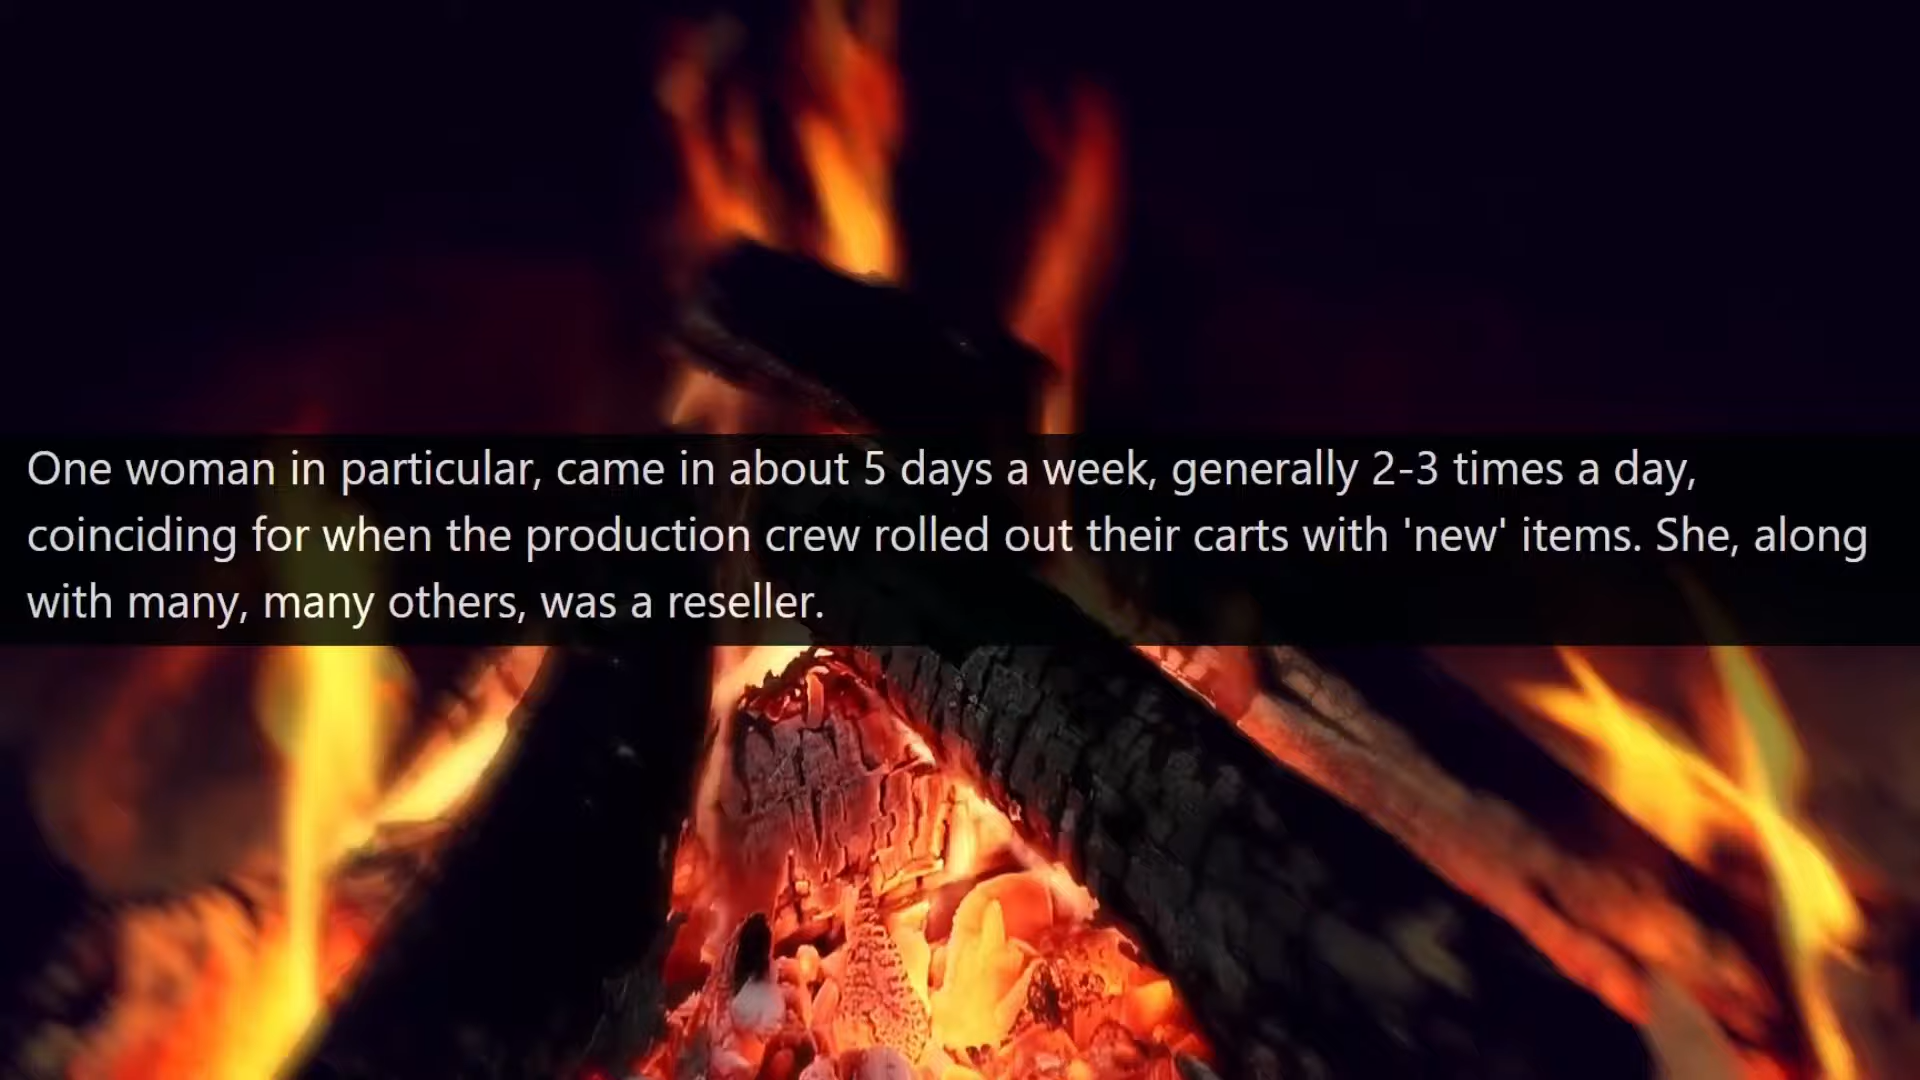 One woman in particular, came in about 5 days a week, generally 2-3 times a day,
coinciding for when the production crew rolled out their carts with 'new' items. She, along
with many, many others, was a reseller.